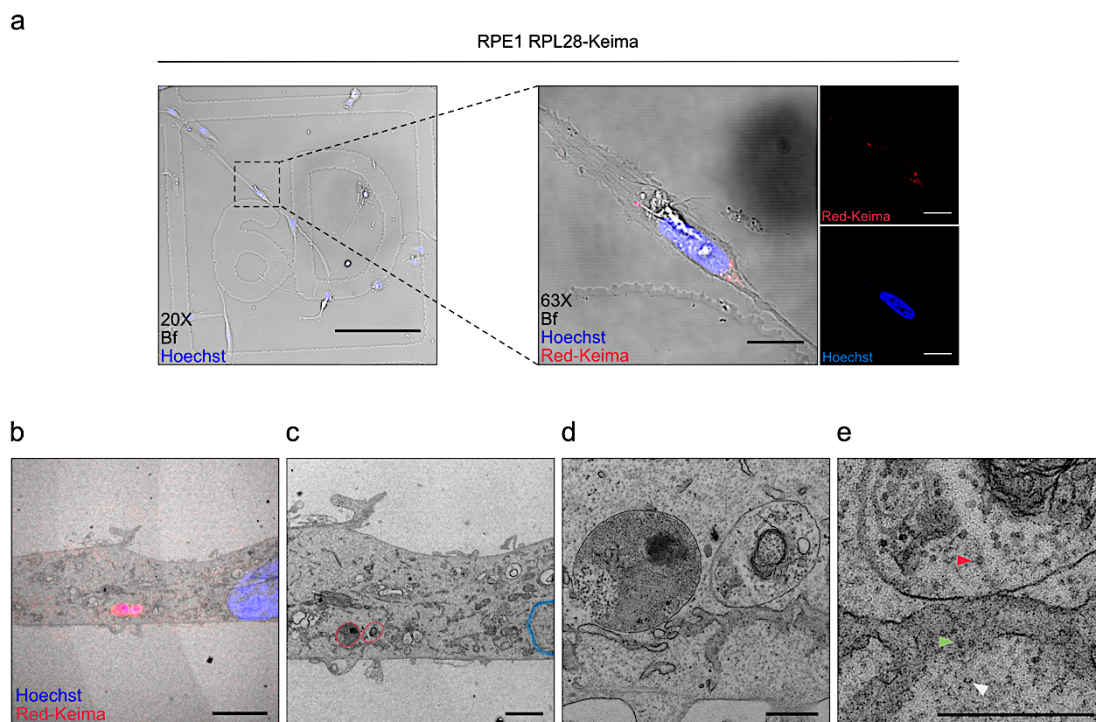 a
RPE1 RPL28-Keima
20X
Bf
Hoechst
63X
Bf
Hoechst
Red-Keima
Red-Keima
Hoechst
b
c
d
e
Hoechst
Red-Keima